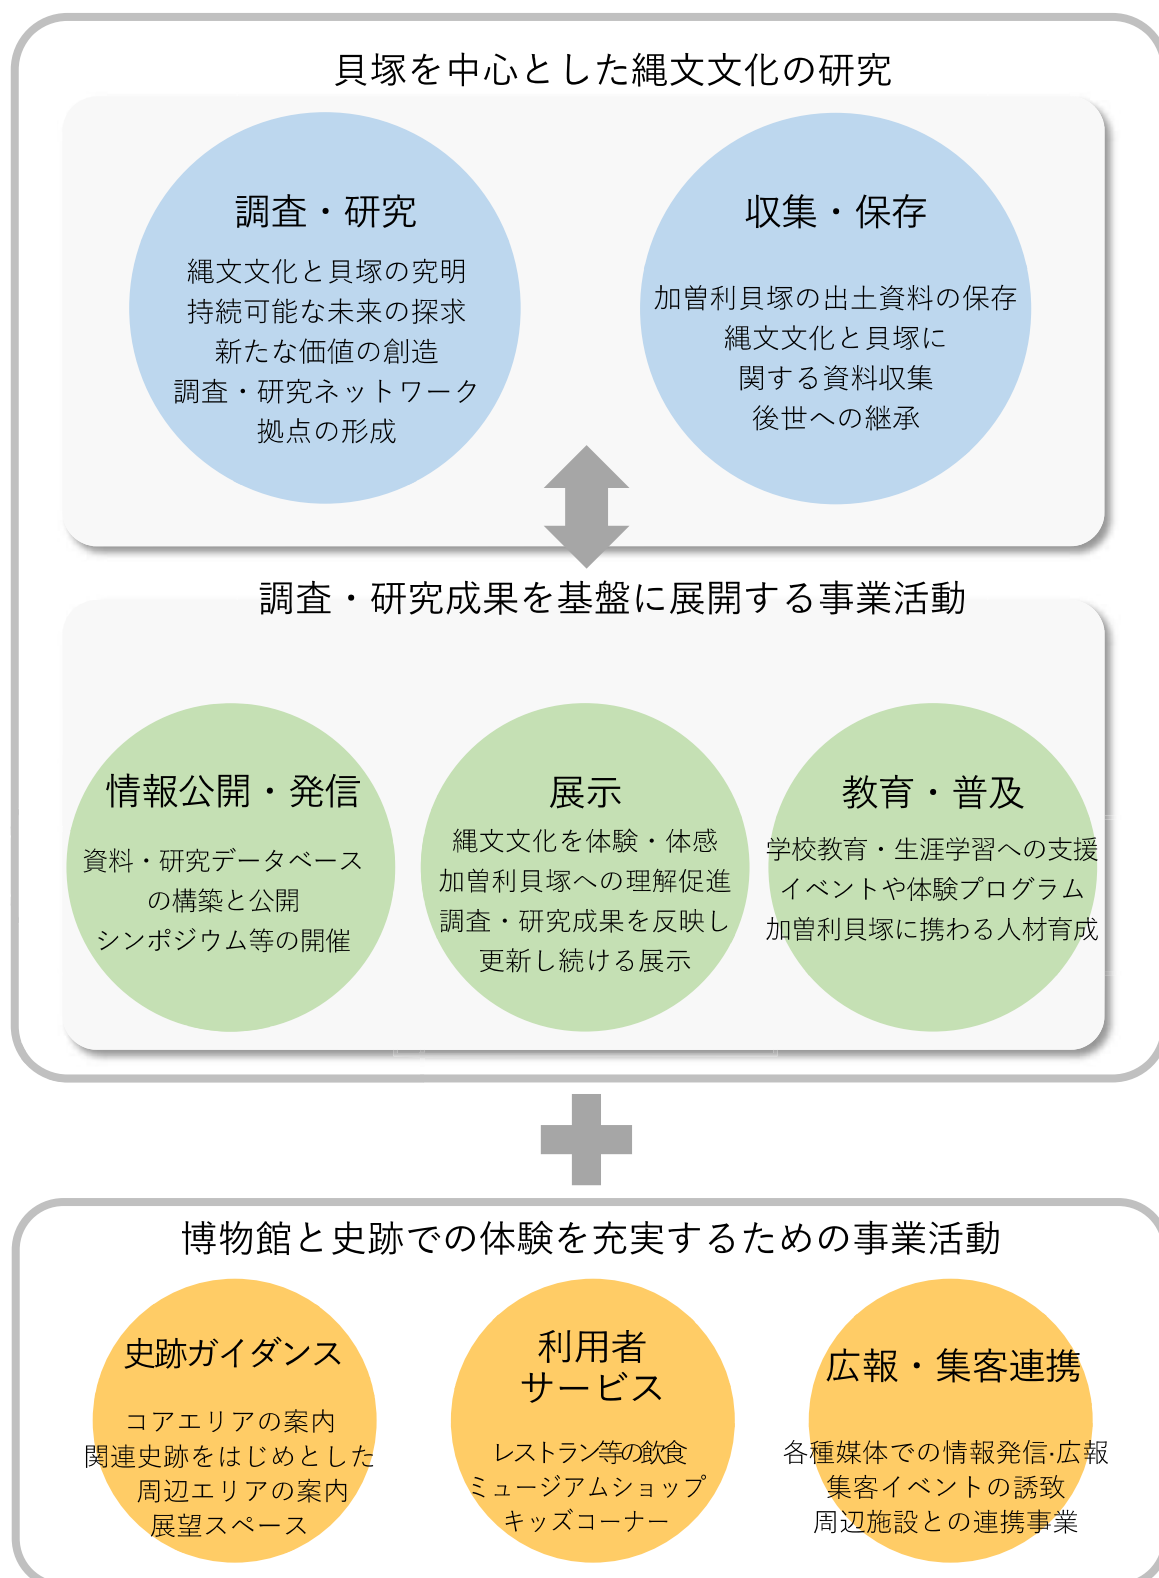 貝塚を中心とした縄文文化の研究
調査・研究
縄文文化と貝塚の究明
持続可能な未来の探求
新たな価値の創造
調査・研究ネットワーク
拠点の形成
収集・保存
加曽利貝塚の出土資料の保存
縄文文化と貝塚に
関する資料収集
後世への継承
調査・研究成果を基盤に展開する事業活動
情報公開・発信
資料・研究データベース
の構築と公開
シンポジウム等の開催
展示
縄文文化を体験・体感
加曽利貝塚への理解促進
調査・研究成果を反映し
更新し続ける展示
教育・普及
学校教育・生涯学習への支援
イベントや体験プログラム
加曽利貝塚に携わる人材育成
博物館と史跡での体験を充実するための事業活動
史跡ガイダンス
コアエリアの案内
関連史跡をはじめとした
周辺エリアの案内
展望スペース
利用者
サービス
レストラン等の飲食
ミュージアムショップ
キッズコーナー
広報・集客連携
各種媒体での情報発信・広報
集客イベントの誘致
周辺施設との連携事業